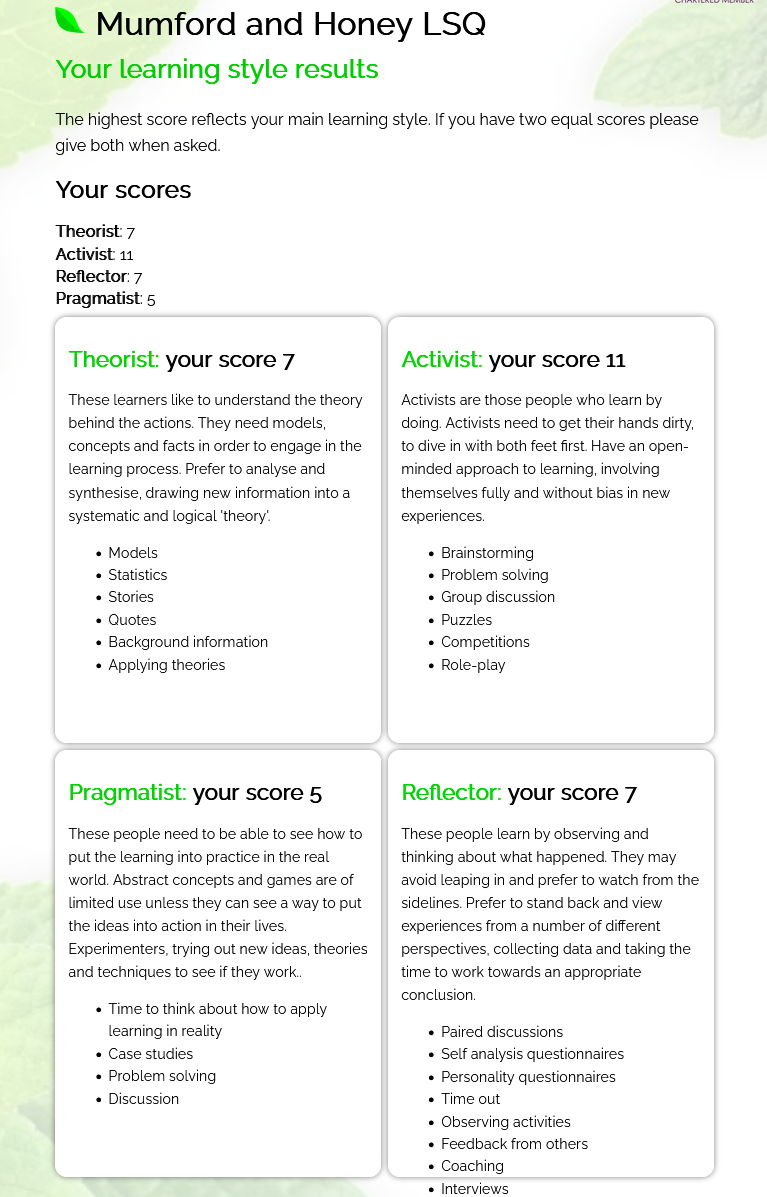 CHARTERED MEMBER
Mumford and Honey LSQ
Your learning style results
The highest score reflects your main learning style. If you have two equal scores please
give both when asked.
Your scores
Theorist: 7
Activist: 11
Reflector: 7
Pragmatist: 5
Theorist: your score 7
These learners like to understand the theory
behind the actions. They need models,
concepts and facts in order to engage in the
learning process. Prefer to analyse and
synthesise, drawing new information into a
systematic and logical 'theory'.
• Models
• Statistics
• Stories
• Quotes
• Background information
• Applying theories
Activist: your score 11
Activists are those people who learn by
doing. Activists need to get their hands dirty,
to dive in with both feet first. Have an open-
minded approach to learning, involving
themselves fully and without bias in new
experiences.
• Brainstorming
• Problem solving
• Group discussion
• Puzzles
• Competitions
• Role-play
Pragmatist: your score 5
These people need to be able to see how to
put the learning into practice in the real
world. Abstract concepts and games are of
limited use unless they can see a way to put
the ideas into action in their lives.
Experimenters, trying out new ideas, theories
and techniques to see if they work..
• Time to think about how to apply
learning in reality
• Case studies
• Problem solving
• Discussion
Reflector: your score 7
These people learn by observing and
thinking about what happened. They may
avoid leaping in and prefer to watch from the
sidelines. Prefer to stand back and view
experiences from a number of different
perspectives, collecting data and taking the
time to work towards an appropriate
conclusion.
• Paired discussions
• Self analysis questionnaires
• Personality questionnaires
• Time out
• Observing activities
• Feedback from others
• Coaching
• Interviews